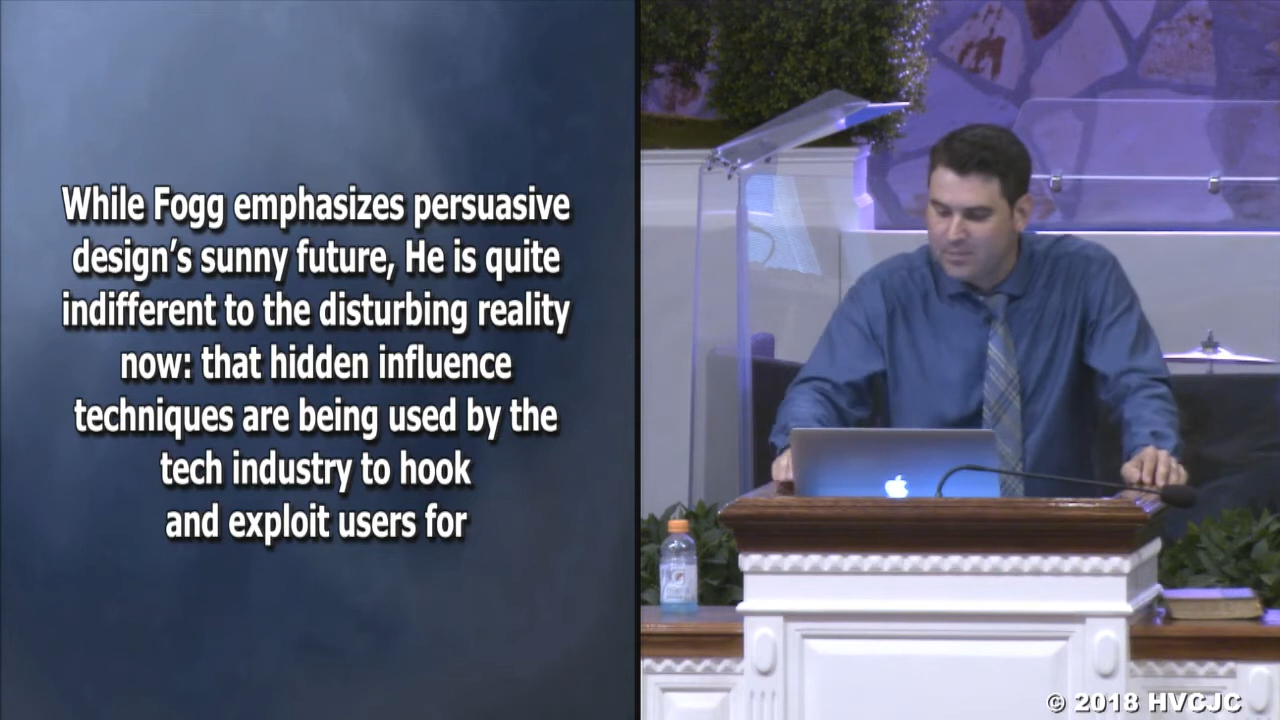 While Fogg emphasizes persuasive
design’s sunny future, He is quite
indifferent to the disturbing reality
now: that hidden influence
techniques are being used by the
tech industry to hook
and exploit users for
© 2018 HVCJC